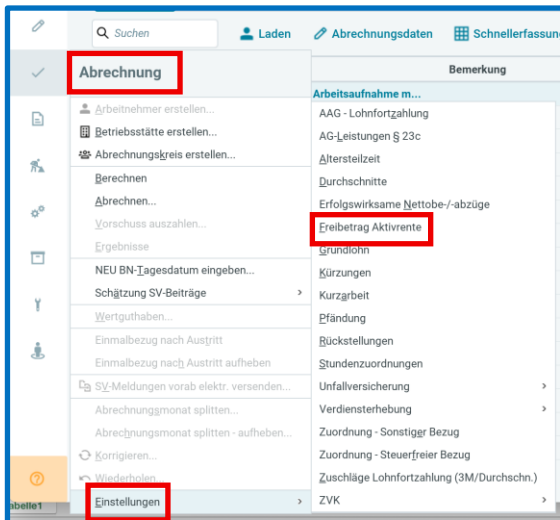 Suchen
Laden
Abrechnungsdaten
Schnellerfassung
Abrechnung
Arbeitnehmer erstellen...
Betriebsstätte erstellen...
Abrechnungskreis erstellen...
Berechnen
Abrechnen...
Vorschuss auszahlen...
Ergebnisse
NEU BN-Tagesdatum eingeben...
Schätzung SV-Beiträge
Wertguthaben...
Einmalbezug nach Austritt
Einmalbezug nach Austritt aufheben
SV-Meldungen vorab elektr. versenden...
Abrechnungsmonat splitten...
Abrechnungsmonat splitten - aufheben...
Korrigieren...
Wiederholen...
Einstellungen
Bemerkung
Arbeitsaufnahme m...
AAG - Lohnfortzahlung
AG-Leistungen § 23c
Altersteilzeit
Durchschnitte
Erfolgswirksame Nettobe-/-abzüge
Freibetrag Aktivrente
Grundlohn
Kürzungen
Kurzarbeit
Pfändung
Rückstellungen
Stundenzuordnungen
Unfallversicherung
Verdiensterhebung
Zuordnung - Sonstiger Bezug
Zuordnung - Steuerfreier Bezug
Zuschläge Lohnfortzahlung (3M/Durchschn.)
ZVK
abelle1